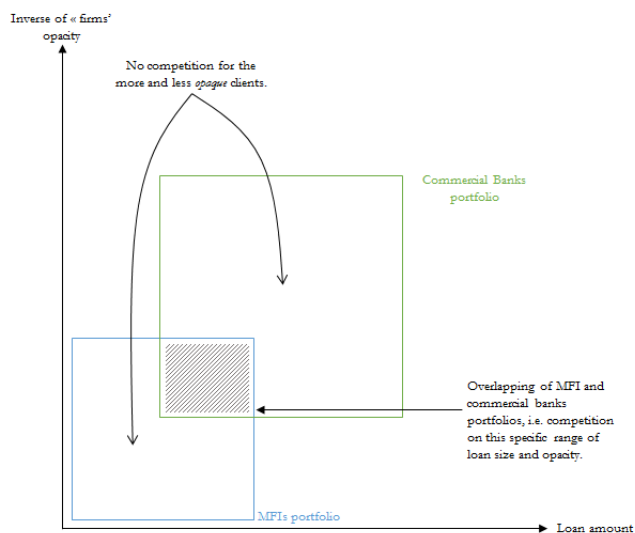 Inverse of « firms'
opacity
No competition for the
more and less opaque clients.
Commercial Banks
portfolio
Overlapping of MFI and
commercial banks
portfolios, i.e. competition
on this specific range of
loan size and opacity.
MFIs portfolio
Loan amount